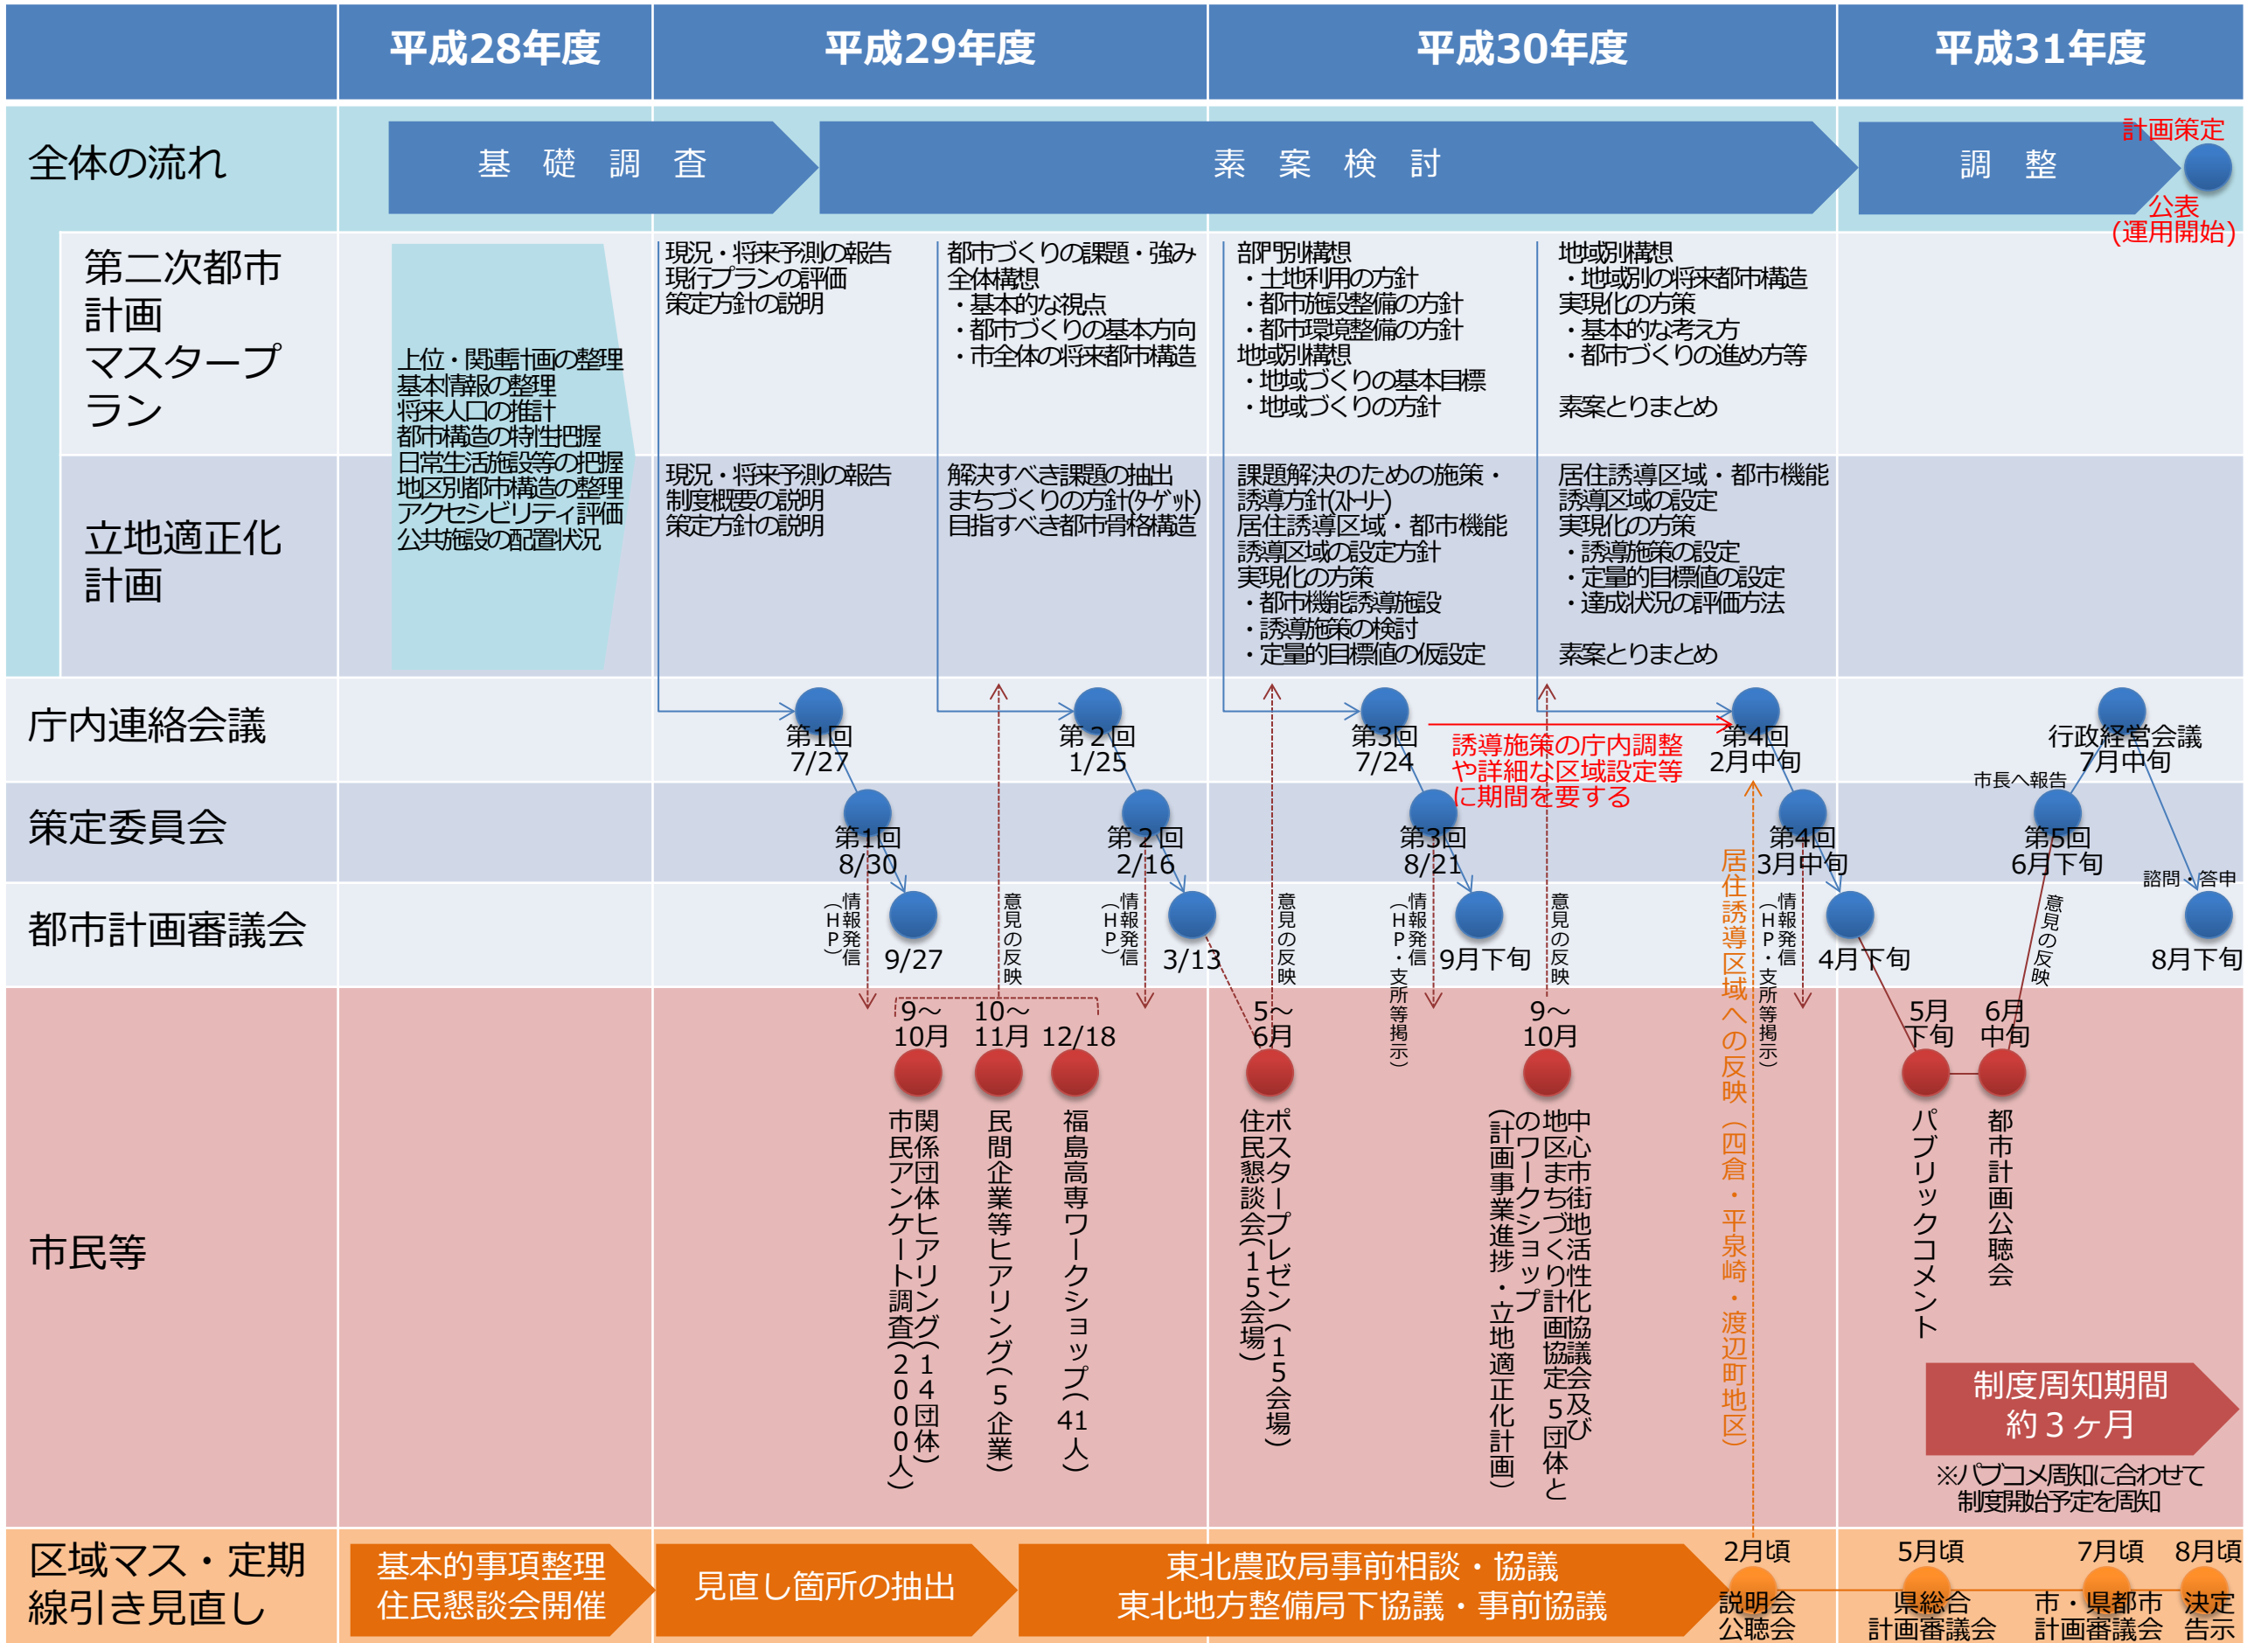 平成28年度
平成29年度
平成30年度
平成31年度
全体の流れ
基 礎 調 査
素 案 検 討
調 整
計画策定
公表
(運用開始)
第二次都市
計画
マスタープ
ラン
上位・関連計画の整理
基本情報の整理
将来人口の推計
都市構造の特性把握
日常生活施設等の把握
地区別都市構造の整理
アクセシビリティ評価
公共施設の配置状況
現況・将来予測の報告
現行プランの評価
策定方針の説明
都市づくりの課題・強み
全体構想
・基本的な視点
・都市づくりの基本方向
・市全体の将来都市構造
部門別構想
・土地利用の方針
・都市施設整備の方針
・都市環境整備の方針
地域別構想
・地域づくりの基本目標
・地域づくりの方針
地域別構想
・地域別の将来都市構造
実現化の方策
・基本的な考え方
・都市づくりの進め方等
素案とりまとめ
立地適正化
計画
現況・将来予測の報告
制度概要の説明
策定方針の説明
解決すべき課題の抽出
まちづくりの方針(ﾀｰｹﾞｯﾄ)
目指すべき都市骨格構造
課題解決のための施策・
誘導方針(ｽﾄｰﾘｰ)
居住誘導区域・都市機能
誘導区域の設定方針
実現化の方策
・都市機能誘導施設
・誘導施策の検討
・定量的目標値の仮設定
居住誘導区域・都市機能
誘導区域の設定
実現化の方策
・誘導施策の設定
・定量的目標値の設定
・達成状況の評価方法
素案とりまとめ
庁内連絡会議
第1回
7/27
第２回
1/25
第3回
7/24
誘導施策の庁内調整
や詳細な区域設定等
に期間を要する
第4回
2月中旬
行政経営会議
7月中旬
策定委員会
第1回
8/30
第２回
2/16
第3回
8/21
第4回
3月中旬
市長へ報告
第5回
6月下旬
都市計画審議会
情報発信
（ＨＰ）
9/27
意見の反映
情報発信
（ＨＰ）
3/13
意見の反映
情報発信
（ＨＰ・支所等掲示）
9月下旬
意見の反映
居住誘導区域への反映（四倉・平泉崎・渡辺町地区）
情報発信
（ＨＰ・支所等掲示）
4月下旬
意見の反映
諮問・答申
8月下旬
市民等
9～
10月
関係団体ヒアリング（１４団体）
市民アンケート調査（２０００人）
10～
11月
民間企業等ヒアリング（５企業）
12/18
福島高専ワークショップ（41人）
5～
6月
ポスタープレゼン（１５会場）
住民懇談会（１５会場）
9～
10月
中心市街地活性化協議会及び
地区まちづくり計画協定５団体と
のワークショップ
（計画事業進捗・立地適正化計画）
5月
下旬
パブリックコメント
6月
中旬
都市計画公聴会
制度周知期間
約３ヶ月
※パブコメ周知に合わせて
制度開始予定を周知
区域マス・定期
線引き見直し
基本的事項整理
住民懇談会開催
見直し箇所の抽出
東北農政局事前相談・協議
東北地方整備局下協議・事前協議
2月頃
説明会
公聴会
5月頃
県総合
計画審議会
7月頃
市・県都市
計画審議会
8月頃
決定
告示